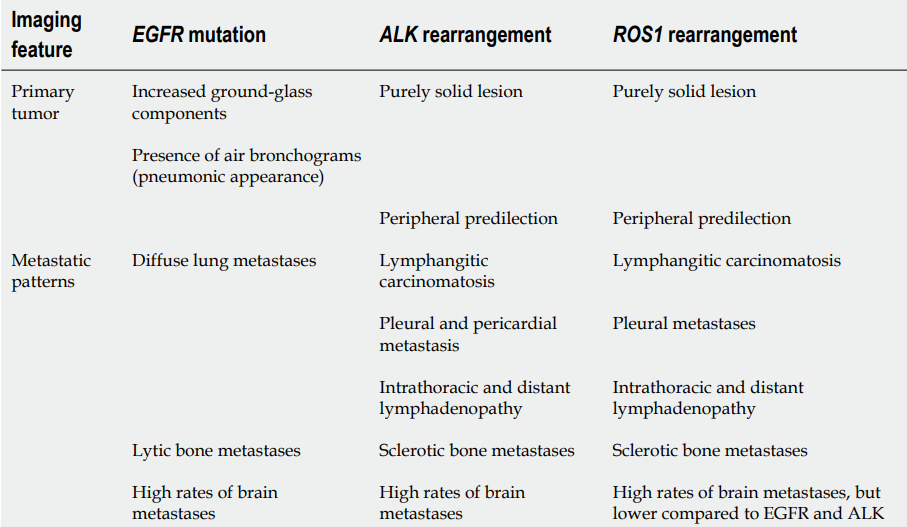 Imaging feature | EGFR mutation | ALK rearrangement | ROS1 rearrangement
Primary tumor | Increased ground-glass components | Purely solid lesion | Purely solid lesion
Presence of air bronchograms (pneumonic appearance)
Peripheral predilection | Peripheral predilection
Metastatic patterns | Diffuse lung metastases | Lymphangitic carcinomatosis | Lymphangitic carcinomatosis
Pleural and pericardial metastasis | Pleural metastases
Intrathoracic and distant lymphadenopathy | Intrathoracic and distant lymphadenopathy
Lytic bone metastases | Sclerotic bone metastases | Sclerotic bone metastases
High rates of brain metastases | High rates of brain metastases | High rates of brain metastases, but lower compared to EGFR and ALK